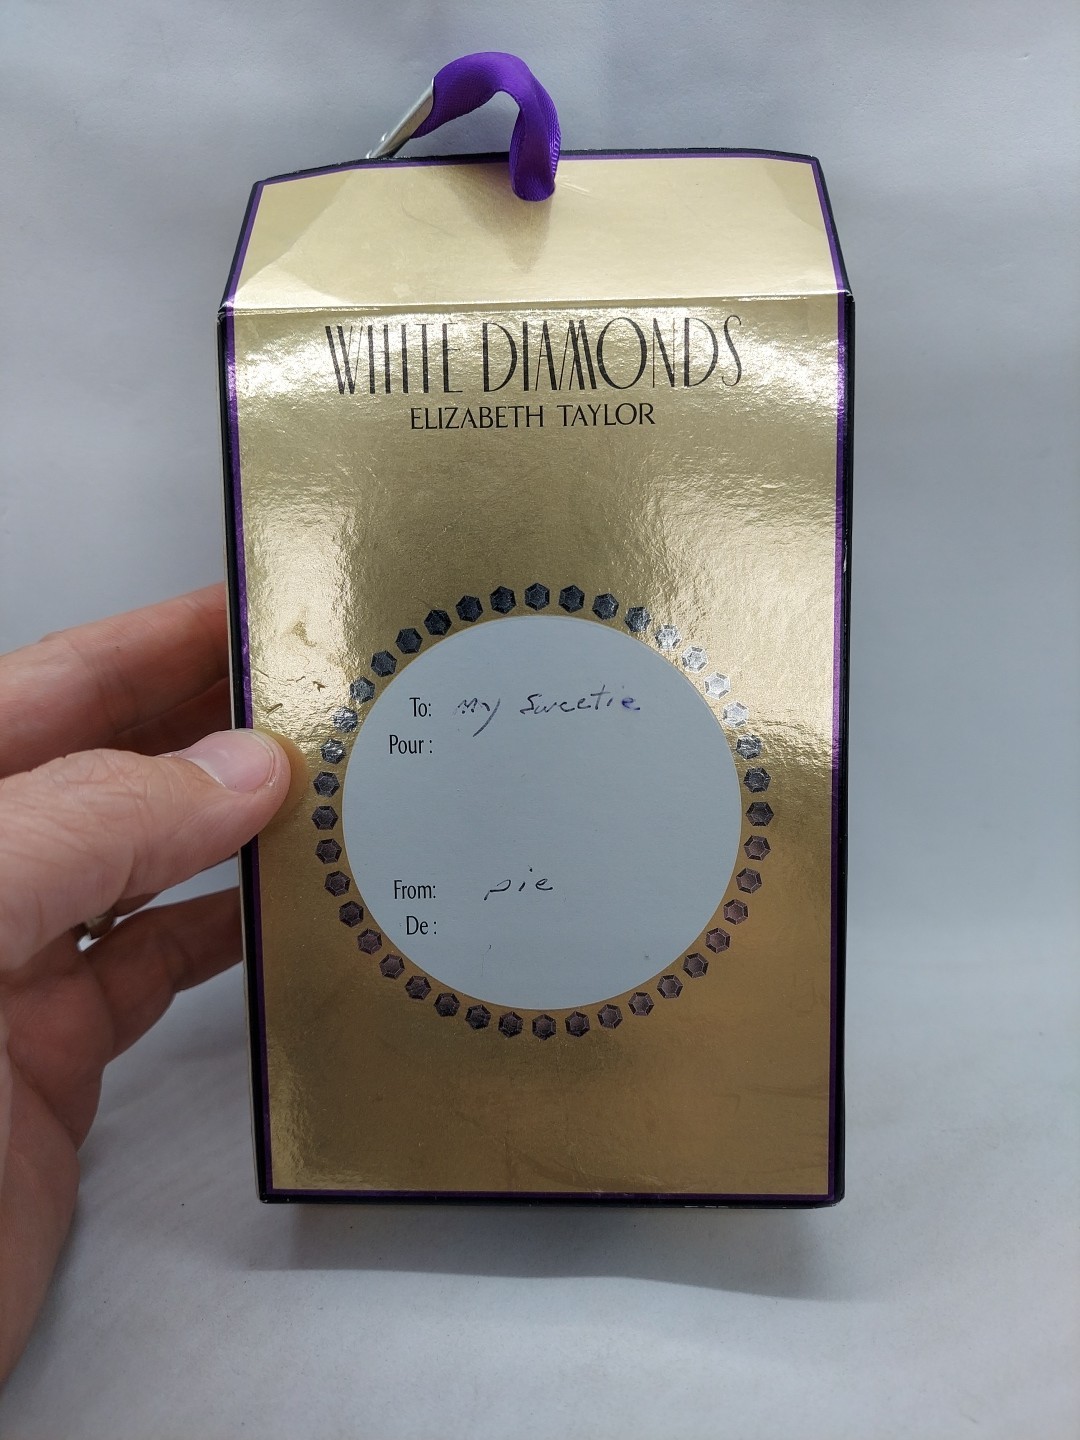 WHITE DIAMONDS
ELIZABETH TAYLOR
To: My Sweetie
Pour :
From: pie
De :